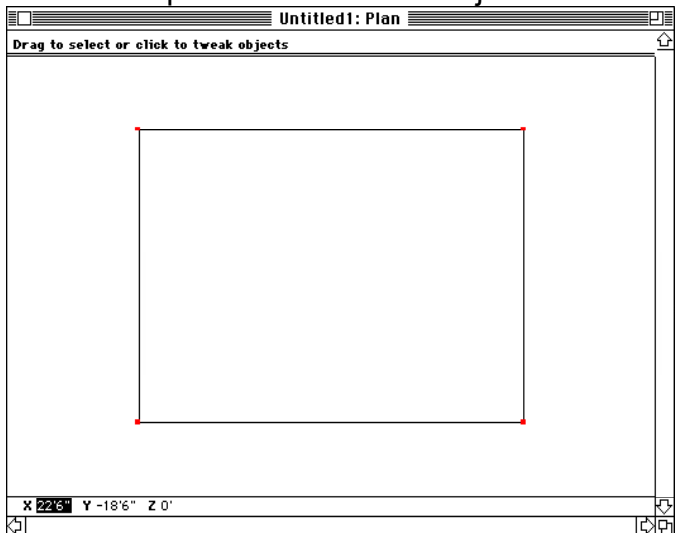 Untitled1: Plan
Drag to select or click to tweak objects
X 22'6" Y -18'6" Z 0'